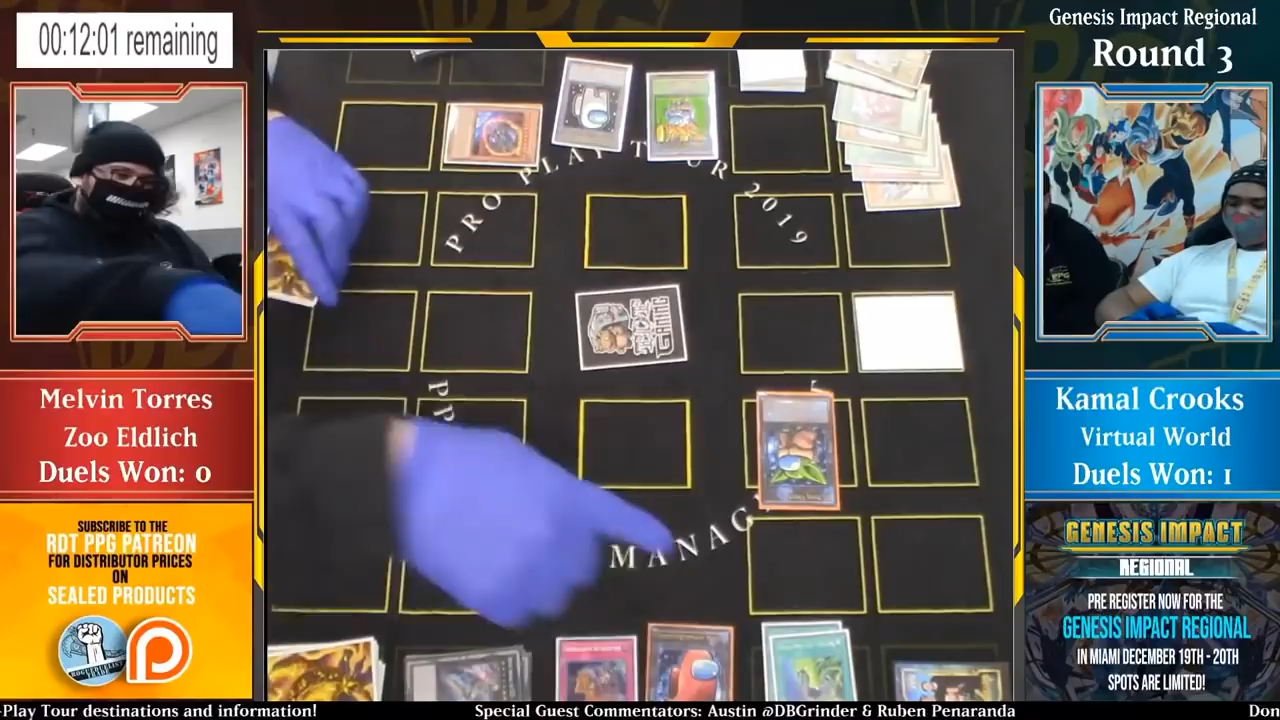 00:12:01 remaining
Genesis Impact Regional
Round 3
PRO PLAY TOUR 2019
Melvin Torres
Zoo Eldlich
Duels Won: 0
Kamal Crooks
Virtual World
Duels Won: 1
MANAG
SUBSCRIBE TO THE
RDT PPG PATREON
FOR DISTRIBUTOR PRICES
ON
SEALED PRODUCTS
GENESIS IMPACT
REGIONAL
PRE REGISTER NOW FOR THE
GENESIS IMPACT REGIONAL
IN MIAMI DECEMBER 19TH - 20TH
SPOTS ARE LIMITED!
-Play Tour destinations and information!
Special Guest Commentators: Austin @DBGrinder & Ruben Penaranda
Don